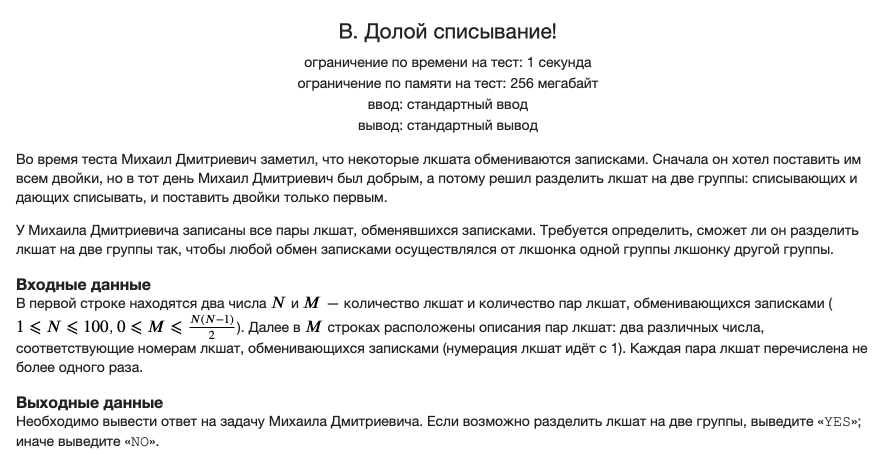 В. Долой списывание!
ограничение по времени на тест: 1 секунда
ограничение по памяти на тест: 256 мегабайт
ввод: стандартный ввод
вывод: стандартный вывод
Во время теста Михаил Дмитриевич заметил, что некоторые лкшата обмениваются записками. Сначала он хотел поставить им
всем двойки, но в тот день Михаил Дмитриевич был добрым, а потому решил разделить лкшат на две группы: списывающих и
дающих списывать, и поставить двойки только первым.
У Михаила Дмитриевича записаны все пары лкшат, обменявшихся записками. Требуется определить, сможет ли он разделить
лкшат на две группы так, чтобы любой обмен записками осуществлялся от лкшонка одной группы лкшонку другой группы.
Входные данные
В первой строке находятся два числа N и M — количество лкшат и количество пар лкшат, обменивающихся записками (
1 ⩽ N ⩽ 100, 0 ⩽ M ⩽ N(N−1)/2). Далее в M строках расположены описания пар лкшат: два различных числа,
соответствующие номерам лкшат, обменивающихся записками (нумерация лкшат идёт с 1). Каждая пара лкшат перечислена не
более одного раза.
Выходные данные
Необходимо вывести ответ на задачу Михаила Дмитриевича. Если возможно разделить лкшат на две группы, выведите «YES»;
иначе выведите «NO».